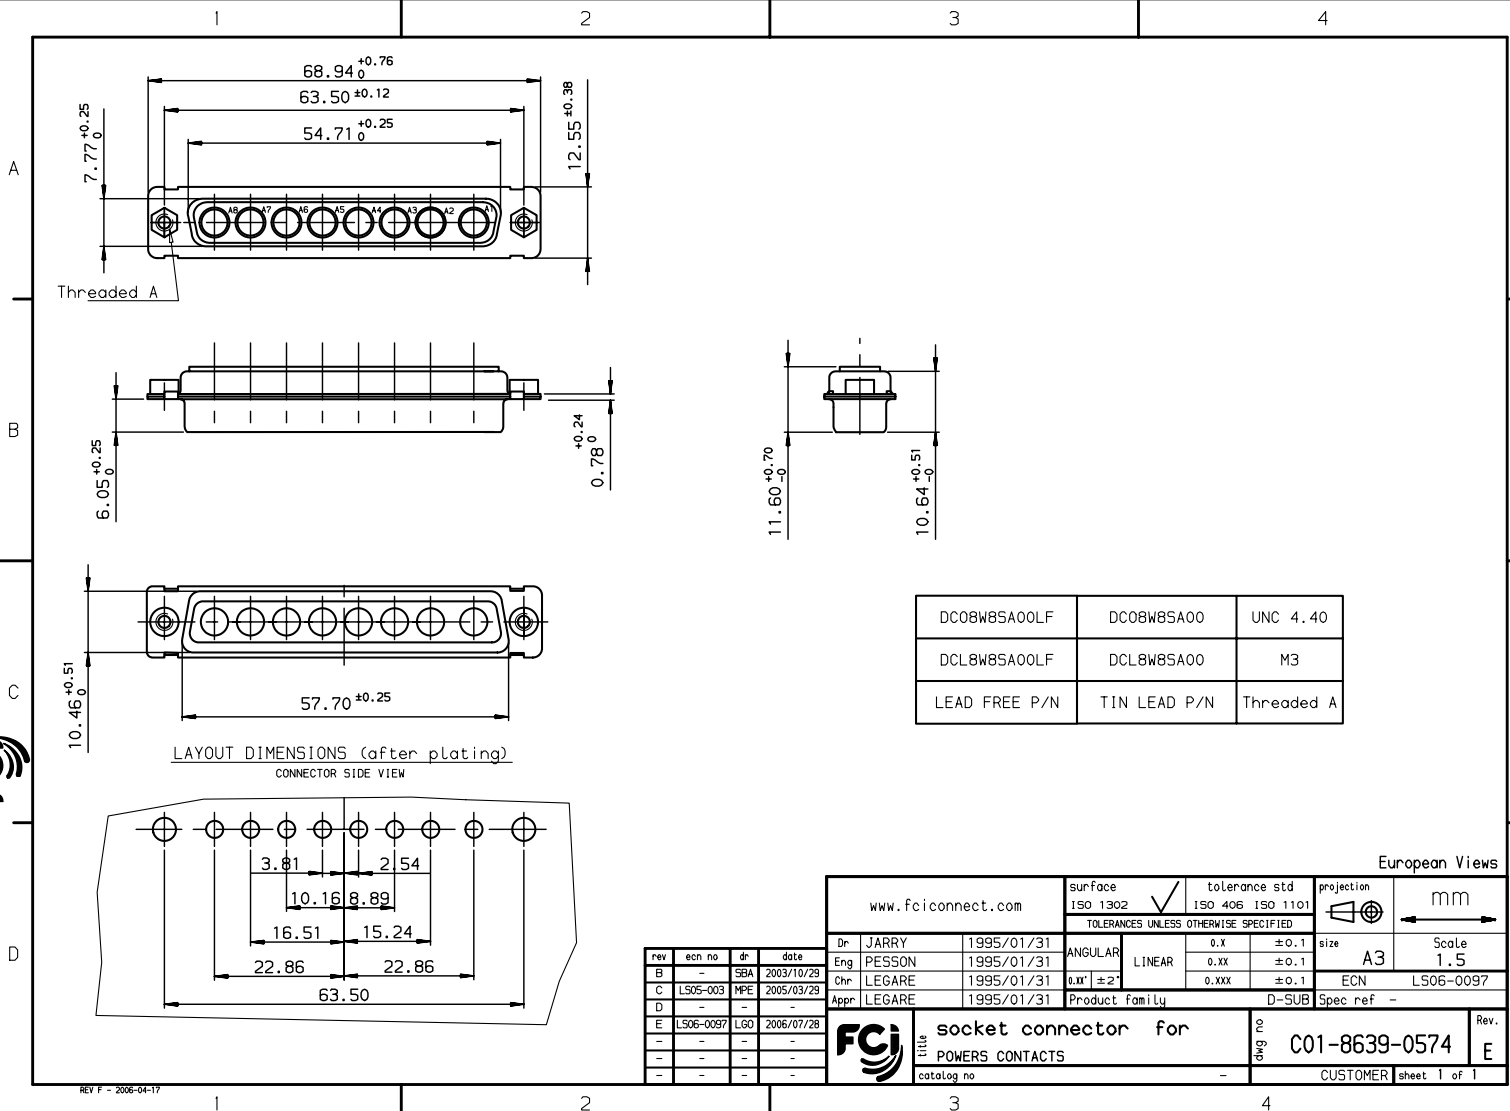 1 2 3 4
A
B
C
D
68.94 +0.76 0
63.50 ±0.12
54.71 +0.25 0
7.77 +0.25 0
12.55 ±0.38
A8 A7 A6 A5 A4 A3 A2 A1
Threaded A
6.05 +0.25 0
0.78 +0.24 0
11.60 +0.70 -0
10.64 +0.51 -0
10.46 +0.51 0
57.70 ±0.25
DC08W8SA00LF DC08W8SA00 UNC 4.40
DCL8W8SA00LF DCL8W8SA00 M3
LEAD FREE P/N TIN LEAD P/N Threaded A
LAYOUT DIMENSIONS (after plating)
CONNECTOR SIDE VIEW
3.81 2.54
10.16 8.89
16.51 15.24
22.86 22.86
63.50
European Views
rev ecn no dr date
B - SBA 2003/10/29
C LS05-003 MPE 2005/03/29
D - - -
E LS06-0097 LGO 2006/07/28
- - - -
- - - -
- - - -
www.fciconnect.com
surface
ISO 1302
tolerance std
ISO 406 ISO 1101
projection
mm
TOLERANCES UNLESS OTHERWISE SPECIFIED
Dr JARRY 1995/01/31
Eng PESSON 1995/01/31
Chr LEGARE 1995/01/31
Appr LEGARE 1995/01/31
ANGULAR
0.XX° ±2°
LINEAR
0.X ±0.1
0.XX ±0.1
0.XXX ±0.1
size
A3
Scale
1.5
ECN LS06-0097
Product family D-SUB
Spec ref -
FCi
title
socket connector for
POWERS CONTACTS
dwg no
C01-8639-0574
Rev.
E
catalog no -
CUSTOMER
sheet 1 of 1
REV F - 2006-04-17
1 2 3 4